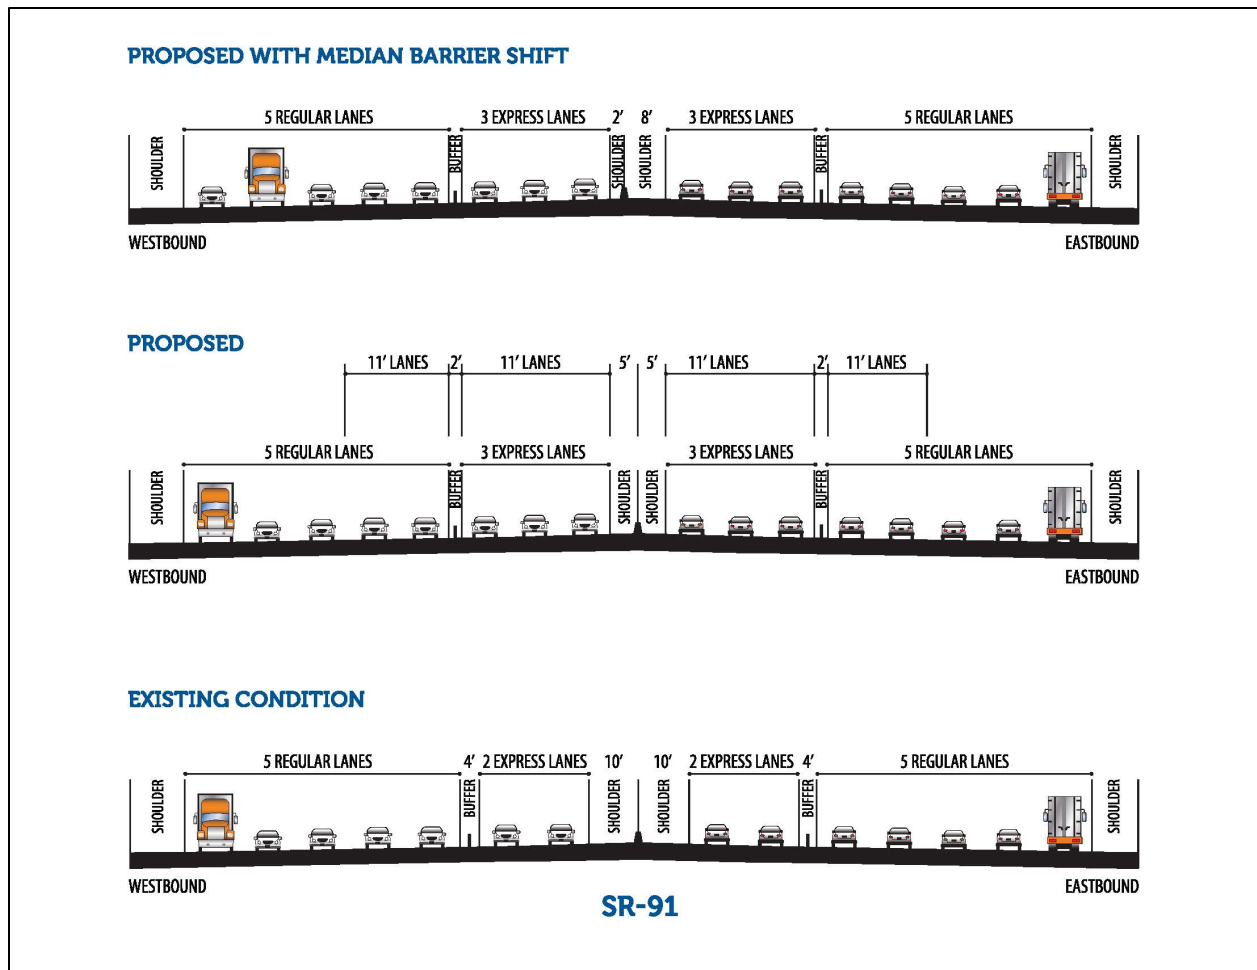 PROPOSED WITH MEDIAN BARRIER SHIFT
5 REGULAR LANES 3 EXPRESS LANES 2’ 8’ 3 EXPRESS LANES 5 REGULAR LANES
SHOULDER BUFFER SHOULDER SHOULDER BUFFER SHOULDER
WESTBOUND EASTBOUND
PROPOSED
11’ LANES 2’ 11’ LANES 5’ 5’ 11’ LANES 2’ 11’ LANES
5 REGULAR LANES 3 EXPRESS LANES 3 EXPRESS LANES 5 REGULAR LANES
SHOULDER BUFFER SHOULDER SHOULDER BUFFER SHOULDER
WESTBOUND EASTBOUND
EXISTING CONDITION
5 REGULAR LANES 4’ 2 EXPRESS LANES 10’ 10’ 2 EXPRESS LANES 4’ 5 REGULAR LANES
SHOULDER BUFFER SHOULDER SHOULDER BUFFER SHOULDER
WESTBOUND EASTBOUND
SR-91